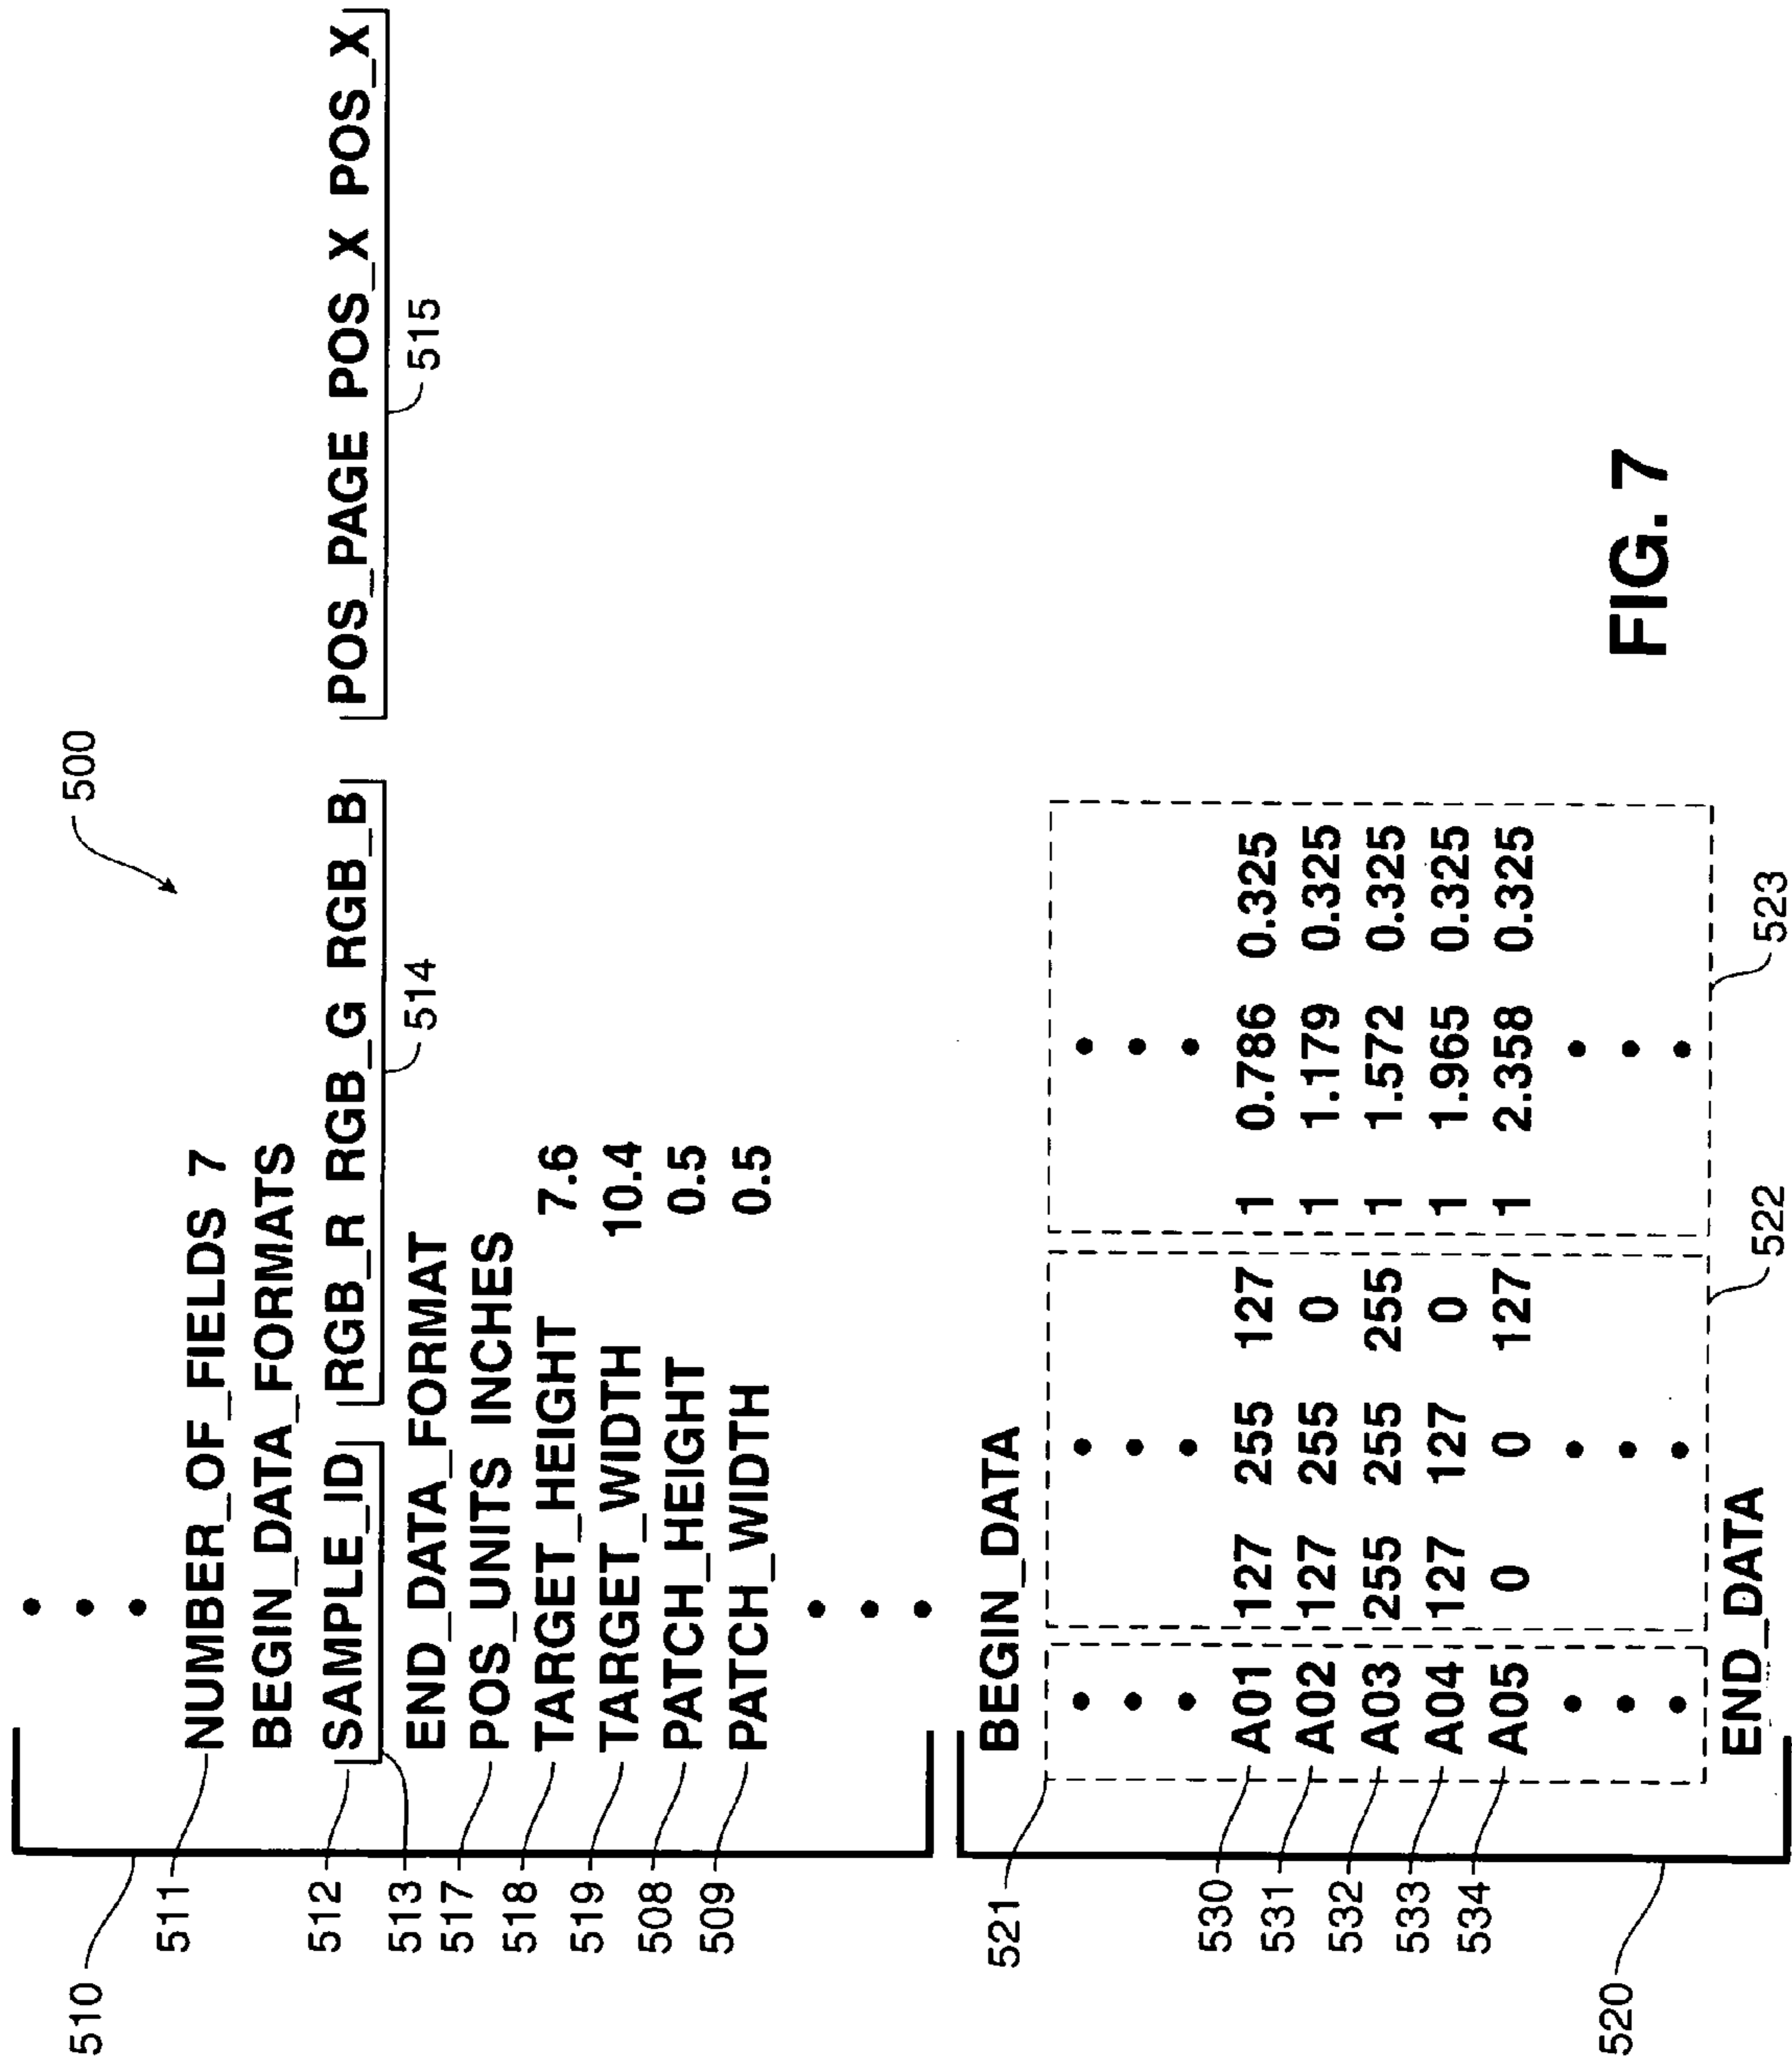 500
510
511 NUMBER_OF_FIELDS 7
BEGIN_DATA_FORMATS
512 SAMPLE_ID RGB_R RGB_G RGB_B POS_PAGE POS_X POS_X
513 END_DATA_FORMAT 514 515
517 POS_UNITS INCHES
518 TARGET_HEIGHT 7.6
519 TARGET_WIDTH 10.4
508 PATCH_HEIGHT 0.5
509 PATCH_WIDTH 0.5
BEGIN_DATA
521
530 A01 127 255 127 1 0.786 0.325
531 A02 127 255 0 1 1.179 0.325
532 A03 255 255 255 1 1.572 0.325
533 A04 127 127 0 1 1.965 0.325
534 A05 0 0 127 1 2.358 0.325
520
END_DATA
522 523
FIG. 7